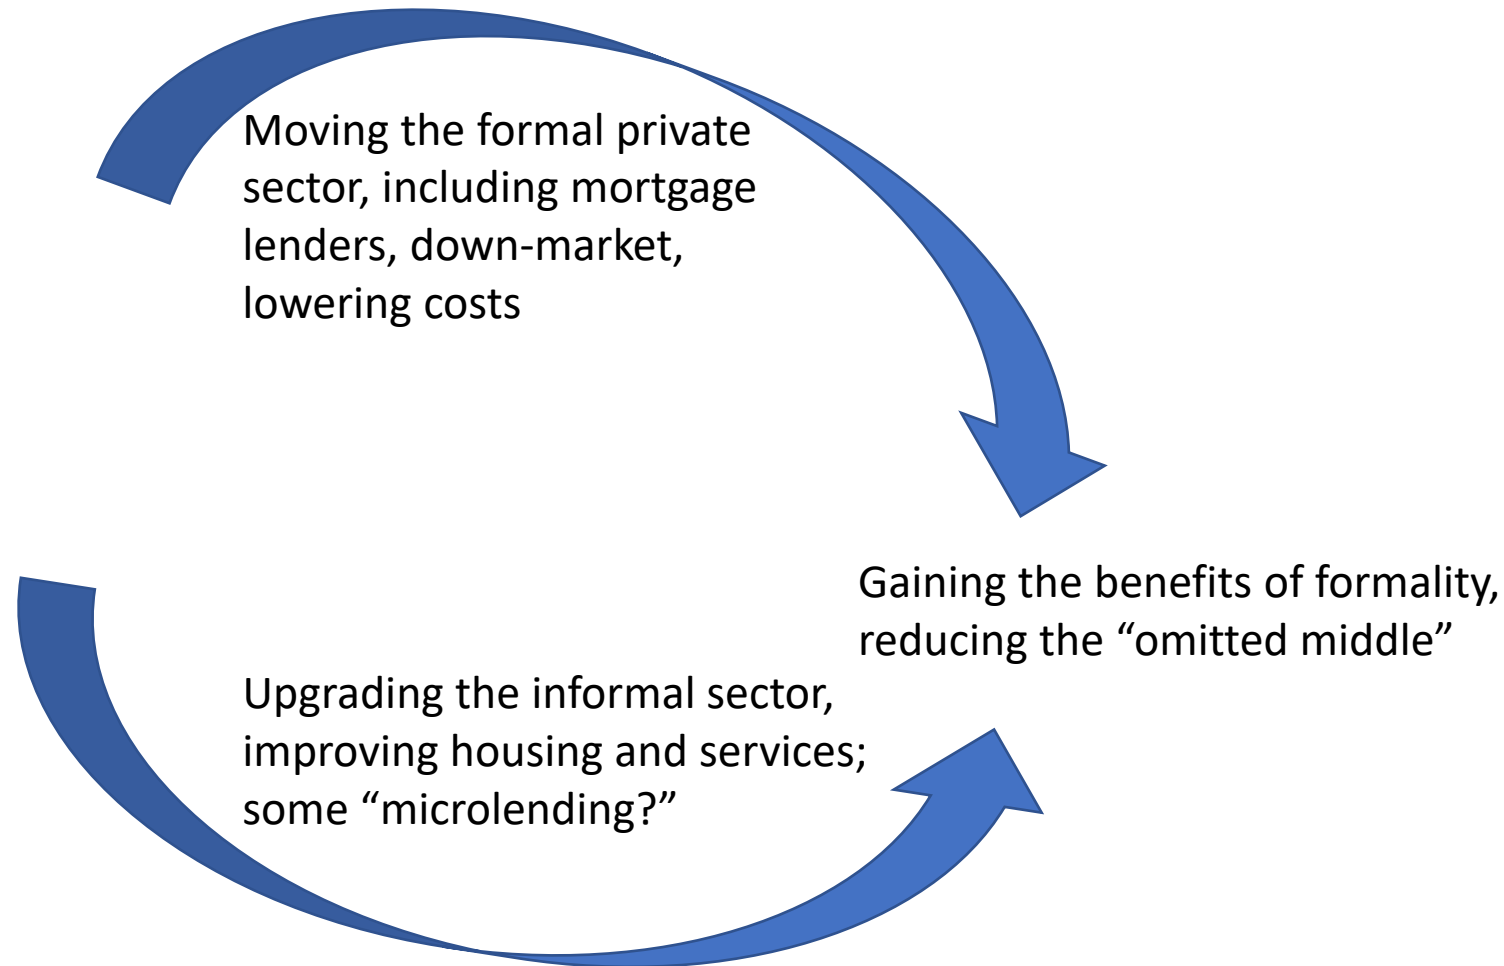 Moving the formal private
sector, including mortgage
lenders, down-market,
lowering costs
Gaining the benefits of formality,
reducing the “omitted middle”
Upgrading the informal sector,
improving housing and services;
some “microlending?”